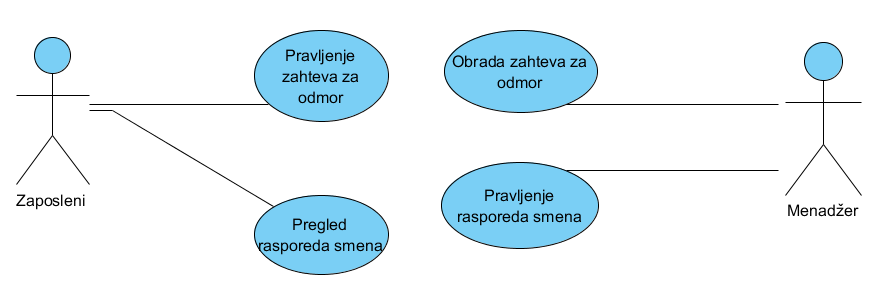 Pravljenje
zahteva za
odmor
Obrada zahteva za
odmor
Zaposleni
Pregled
rasporeda smena
Pravljenje
rasporeda smena
Menadžer